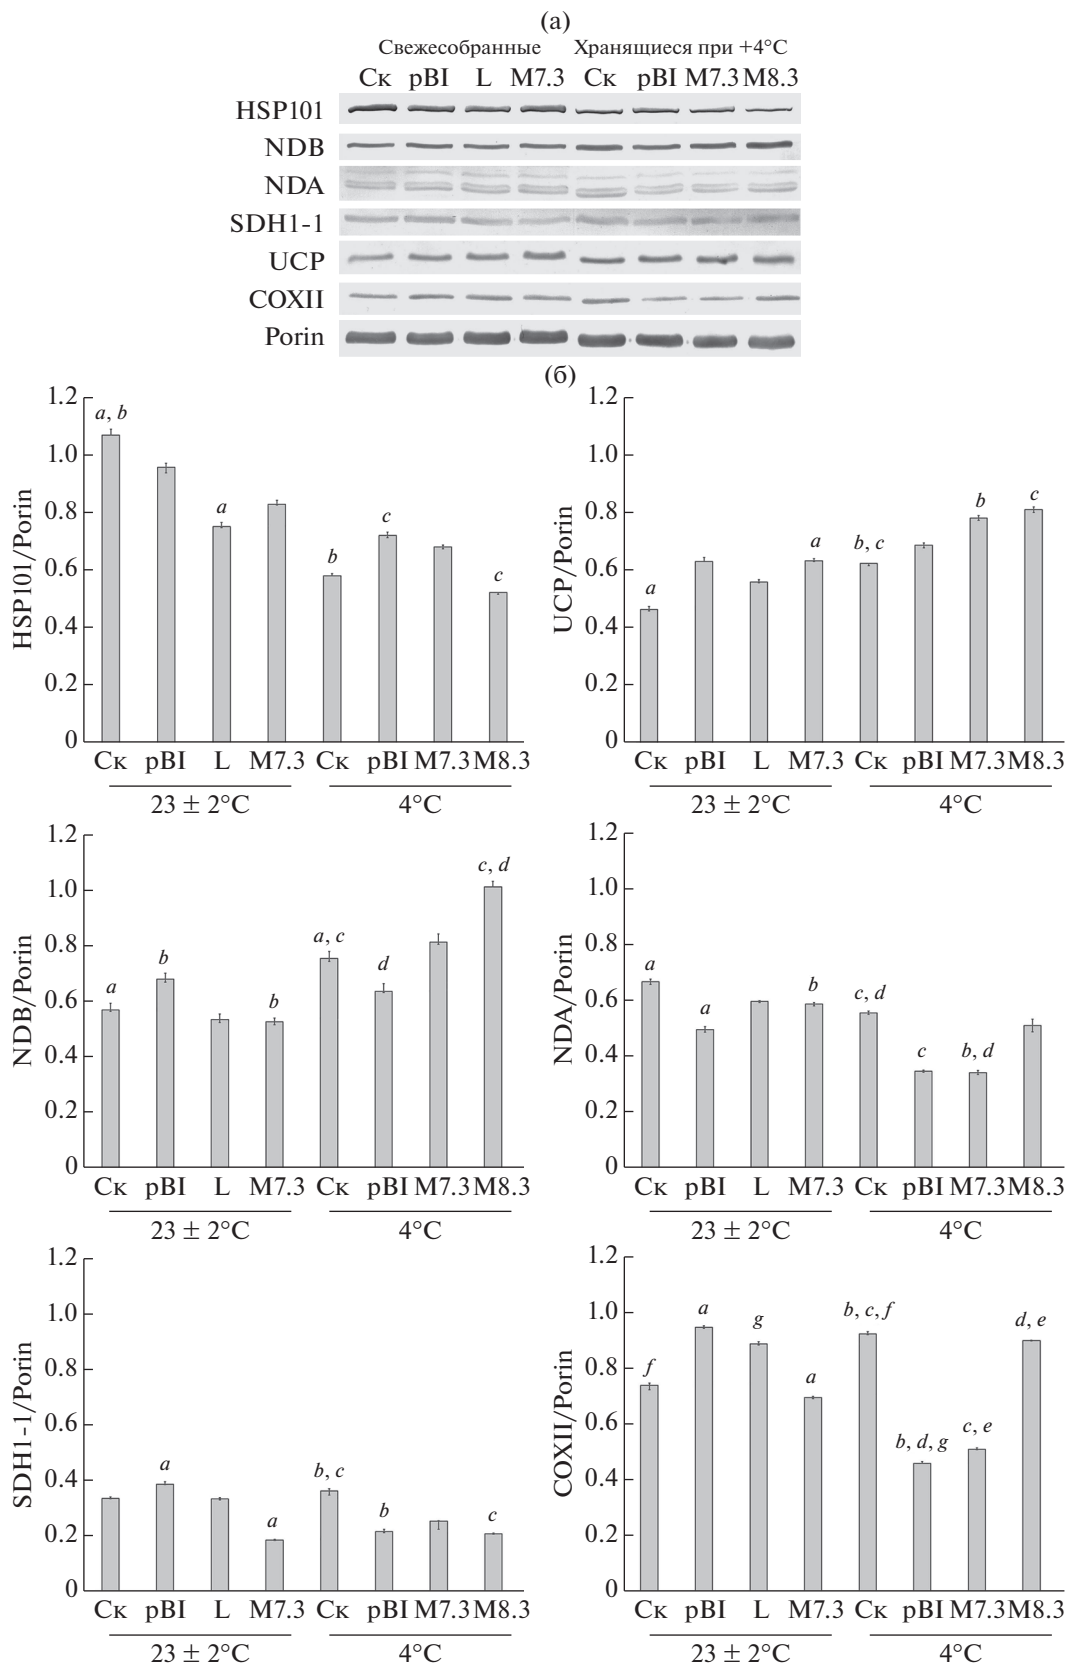 (а)
Свежесобранные Хранящиеся при +4°C
Ск pBI L M7.3 Ск pBI M7.3 M8.3
HSP101
NDB
NDA
SDH1-1
UCP
COXII
Porin
(б)
HSP101/Porin
1.2
1.0
0.8
0.6
0.4
0.2
0
a, b
a
b
c
c
Ск pBI L M7.3 Ск pBI M7.3 M8.3
23 ± 2°C 4°C
UCP/Porin
1.2
1.0
0.8
0.6
0.4
0.2
0
a
a
b, c
b
c
Ск pBI L M7.3 Ск pBI M7.3 M8.3
23 ± 2°C 4°C
NDB/Porin
1.2
1.0
0.8
0.6
0.4
0.2
0
a
b
b
a, c
d
c, d
Ск pBI L M7.3 Ск pBI M7.3 M8.3
23 ± 2°C 4°C
NDA/Porin
1.2
1.0
0.8
0.6
0.4
0.2
0
a
a
b
c, d
c
b, d
Ск pBI L M7.3 Ск pBI M7.3 M8.3
23 ± 2°C 4°C
SDH1-1/Porin
1.2
1.0
0.8
0.6
0.4
0.2
0
a
a
b, c
b
c
Ск pBI L M7.3 Ск pBI M7.3 M8.3
23 ± 2°C 4°C
COXII/Porin
1.2
1.0
0.8
0.6
0.4
0.2
0
f
a
g
a
b, c, f
b, d, g
c, e
d, e
Ск pBI L M7.3 Ск pBI M7.3 M8.3
23 ± 2°C 4°C